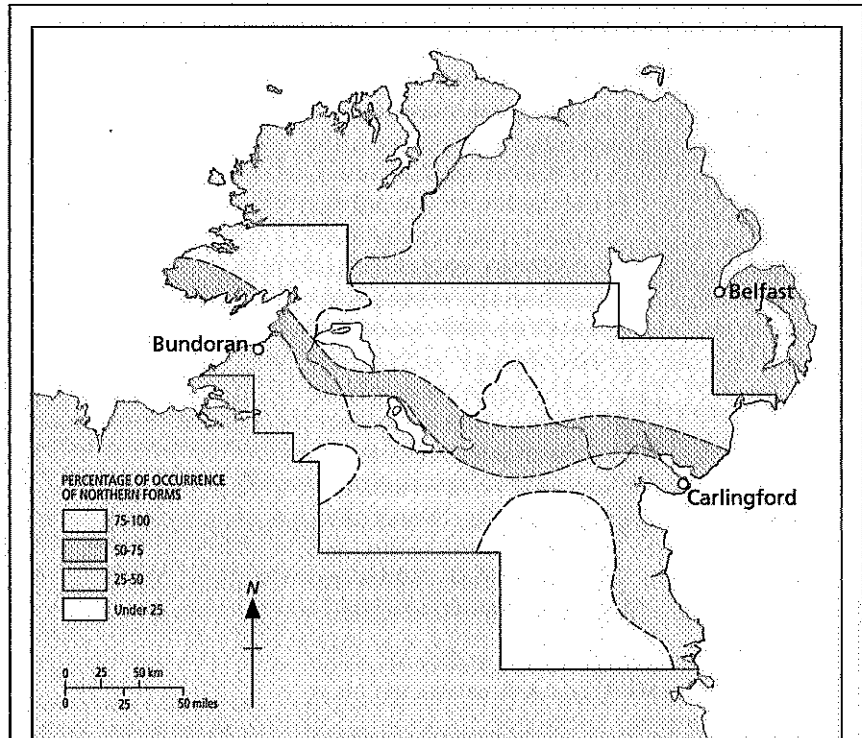 Belfast
Bundoran
Carlingford
PERCENTAGE OF OCCURRENCE
OF NORTHERN FORMS
75-100
50-75
25-50
Under 25
N
0 25 50 km
0 25 50 miles